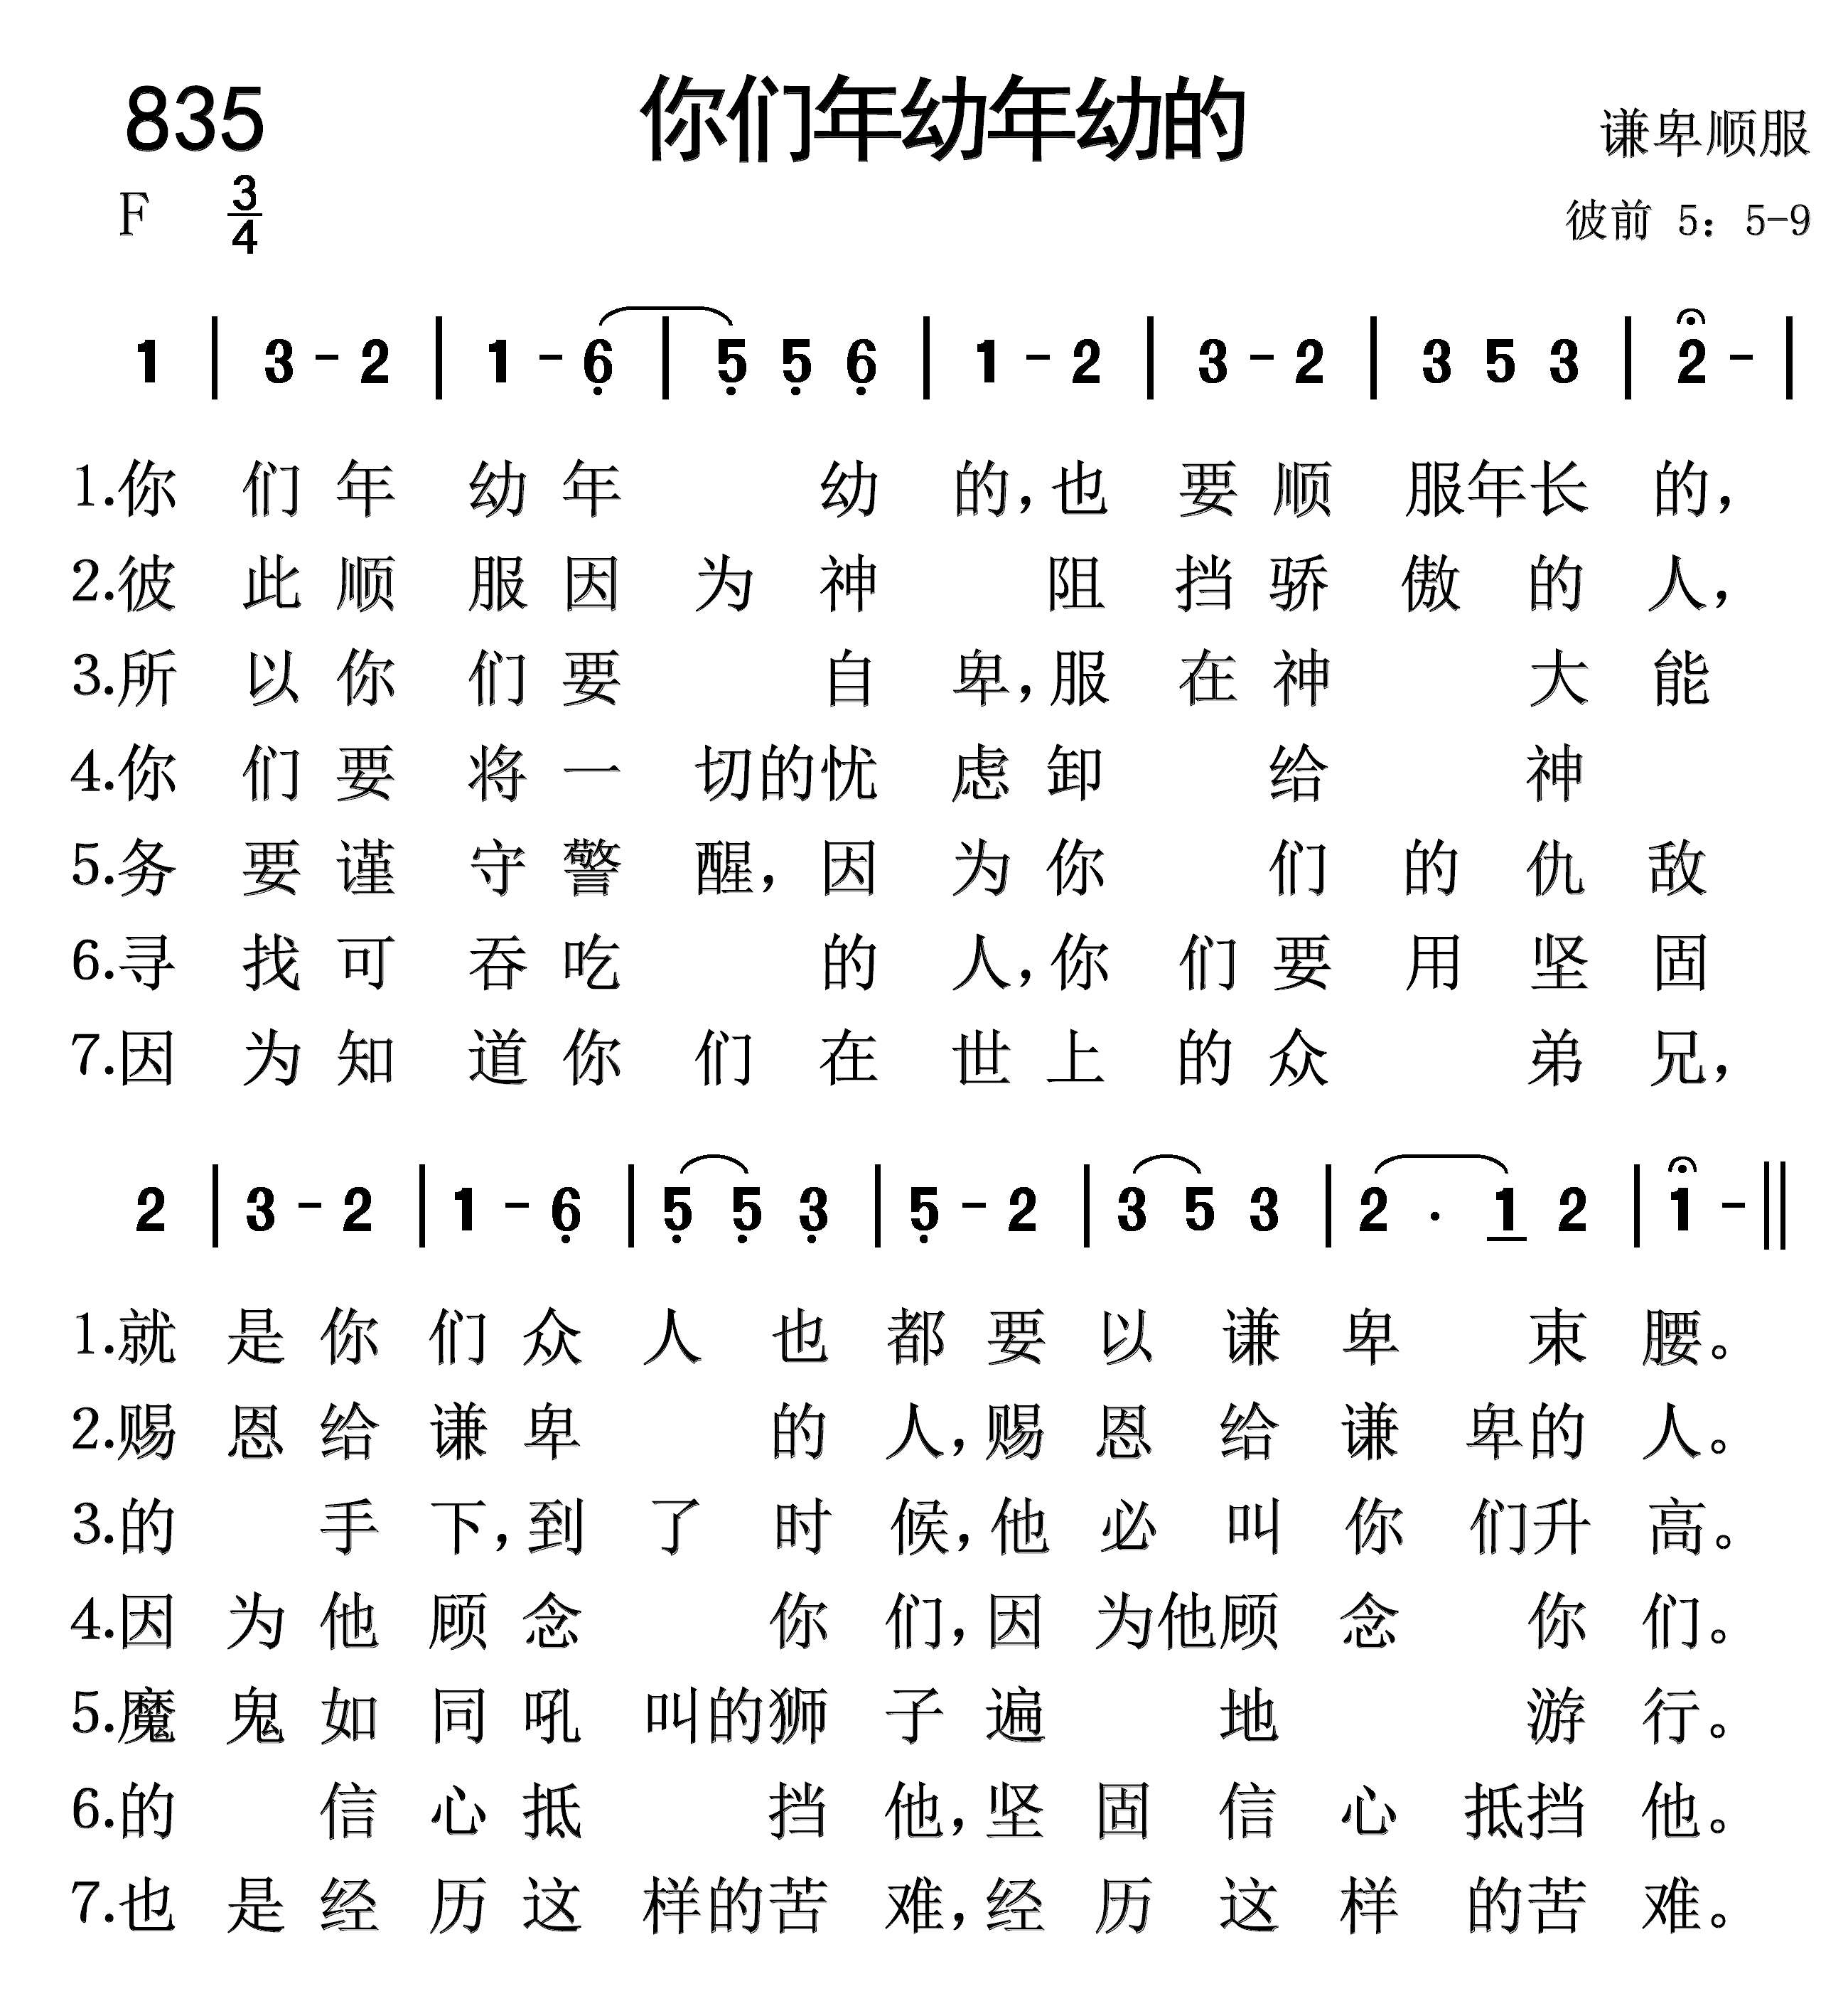 835 你们年幼年幼的 谦卑顺服
F 3/4 彼前 5：5-9
1 | 3 - 2 | 1 - 6̣ | 5̣ 5̣ 6̣ | 1 - 2 | 3 - 2 | 3 5 3 | 2 - |
1.你们年幼年幼的，也要顺服年长的，
2.彼此顺服因为神阻挡骄傲的人，
3.所以你们要自卑，服在神大能
4.你们要将一切的忧虑卸给神
5.务要谨守警醒，因为你们的仇敌
6.寻找可吞吃的人，你们要用坚固
7.因为知道你们在世上的众弟兄，
2 | 3 - 2 | 1 - 6̣ | 5̣ 5̣ 3̣ | 5̣ - 2 | 3 5 3 | 2 · 1 2 | 1 - ||
1.就是你们众人也都要以谦卑束腰。
2.赐恩给谦卑的人，赐恩给谦卑的人。
3.的手下，到了时候，他必叫你们升高。
4.因为他顾念你们，因为他顾念你们。
5.魔鬼如同吼叫的狮子遍地游行。
6.的信心抵挡他，坚固信心抵挡他。
7.也是经历这样的苦难，经历这样的苦难。